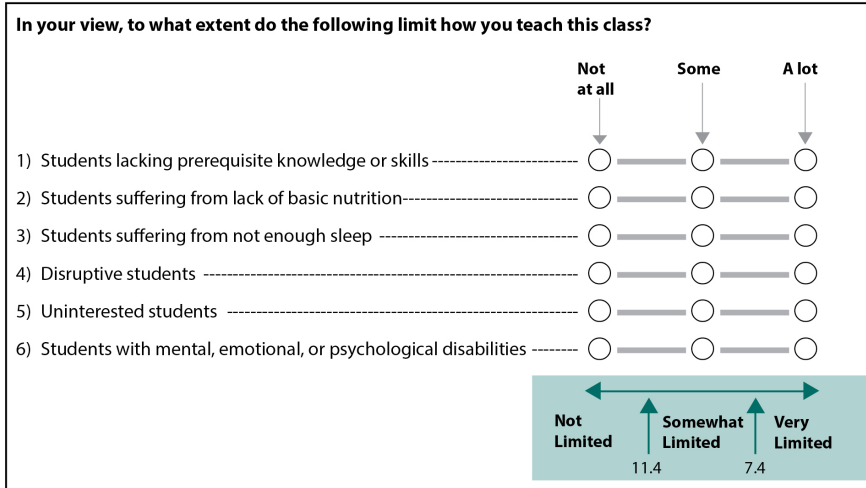 In your view, to what extent do the following limit how you teach this class?
Not at all
Some
A lot
1) Students lacking prerequisite knowledge or skills
2) Students suffering from lack of basic nutrition
3) Students suffering from not enough sleep
4) Disruptive students
5) Uninterested students
6) Students with mental, emotional, or psychological disabilities
Not Limited
Somewhat Limited
Very Limited
11.4
7.4